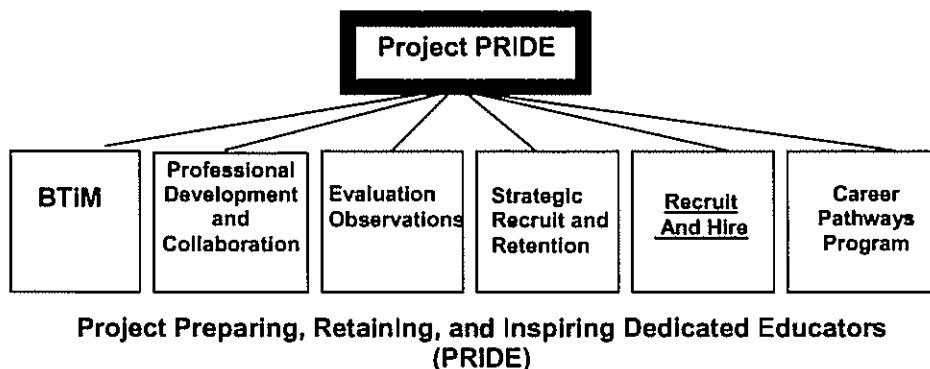 Project PRIDE
BTiM
Professional
Development
and
Collaboration
Evaluation
Observations
Strategic
Recruit and
Retention
Recruit
And Hire
Career
Pathways
Program
Project Preparing, Retaining, and Inspiring Dedicated Educators
(PRIDE)